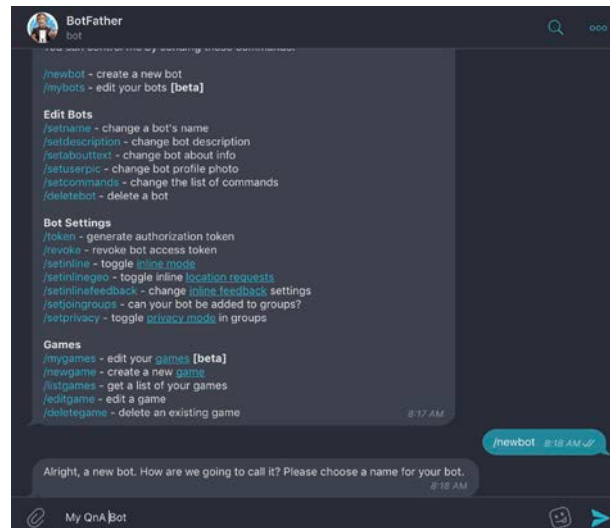 BotFather
bot
You can control me by sending these commands:
/newbot - create a new bot
/mybots - edit your bots [beta]
Edit Bots
/setname - change a bot's name
/setdescription - change bot description
/setabouttext - change bot about info
/setuserpic - change bot profile photo
/setcommands - change the list of commands
/deletebot - delete a bot
Bot Settings
/token - generate authorization token
/revoke - revoke bot access token
/setinline - toggle inline mode
/setinlinegeo - toggle inline location requests
/setinlinefeedback - change inline feedback settings
/setjoingroups - can your bot be added to groups?
/setprivacy - toggle privacy mode in groups
Games
/mygames - edit your games [beta]
/newgame - create a new game
/listgames - get a list of your games
/editgame - edit a game
/deletegame - delete an existing game
8:17 AM
/newbot 8:18 AM
Alright, a new bot. How are we going to call it? Please choose a name for your bot.
8:18 AM
My QnA Bot